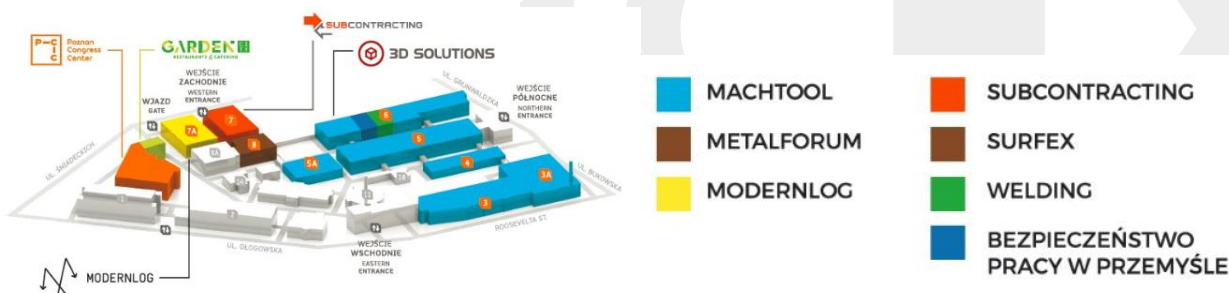 SUBCONTRACTING
Poznan
Congress
Center
P C
I G
GARDEN
RESTAURANTS & CATERING
3D SOLUTIONS
WEJŚCIE
ZACHODNIE
WESTERN
ENTRANCE
UL. GRUNWALDZKA
WEJŚCIE
PÓŁNOCNE
NORTHERN
ENTRANCE
WJAZD
GATE
7
7A
8
6
5
5A
4
3A
3
UL. ŚNIADECKICH
UL. BUKOWSKA
ROOSEVELTA ST.
2
UL. GŁOGOWSKA
WEJŚCIE
WSCHODNIE
EASTERN
ENTRANCE
MODERNLOG
MACHTOOL
METALFORUM
MODERNLOG
SUBCONTRACTING
SURFEX
WELDING
BEZPIECZEŃSTWO
PRACY W PRZEMYŚLE